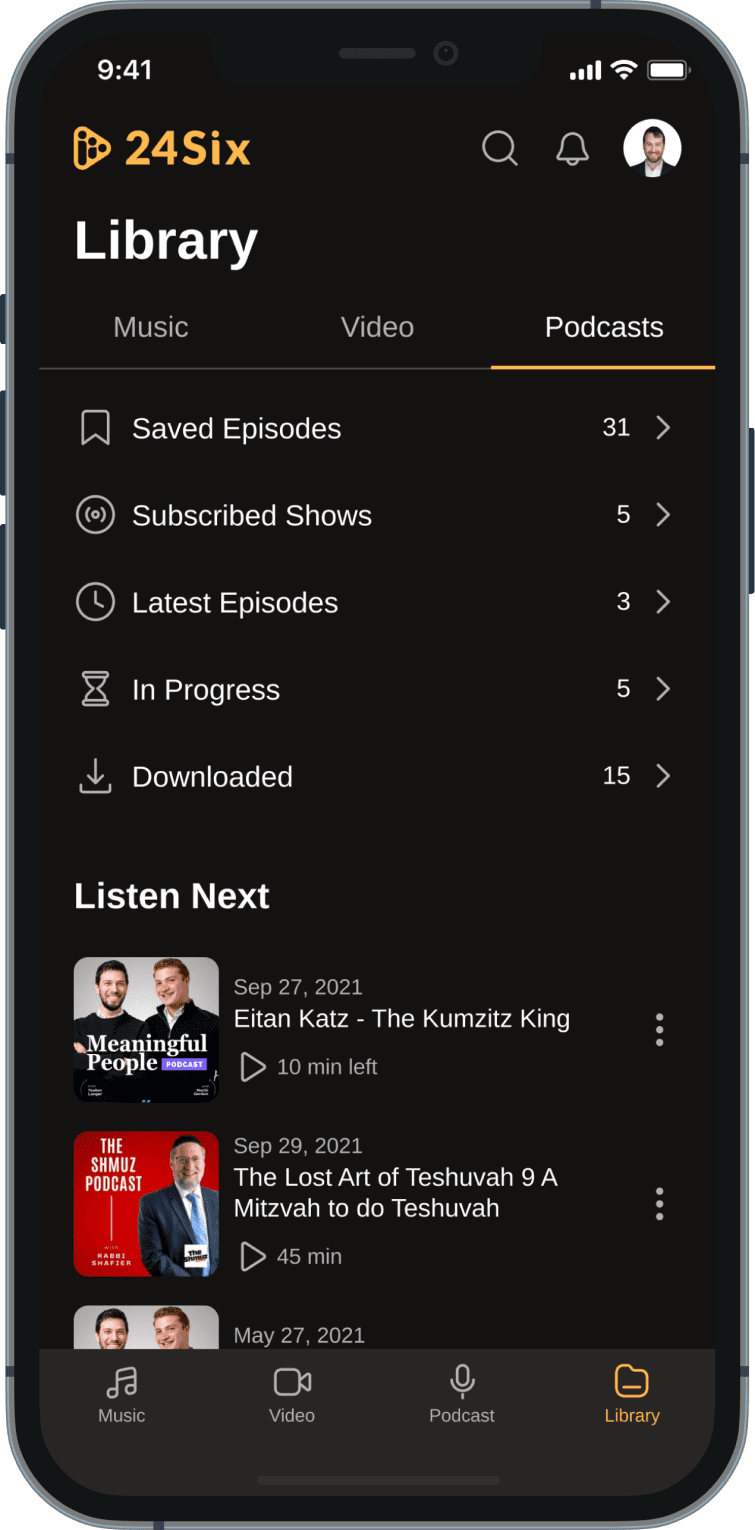 9:41
24Six
Library
Music Video Podcasts
Saved Episodes 31
Subscribed Shows 5
Latest Episodes 3
In Progress 5
Downloaded 15
Listen Next
Sep 27, 2021
Eitan Katz - The Kumzitz King
10 min left
Meaningful
People PODCAST
Sep 29, 2021
The Lost Art of Teshuvah 9 A
Mitzvah to do Teshuvah
45 min
THE
SHMUZ
PODCAST
WITH
RABBI
SHAFIER
The
Shmuz
May 27, 2021
Music Video Podcast Library